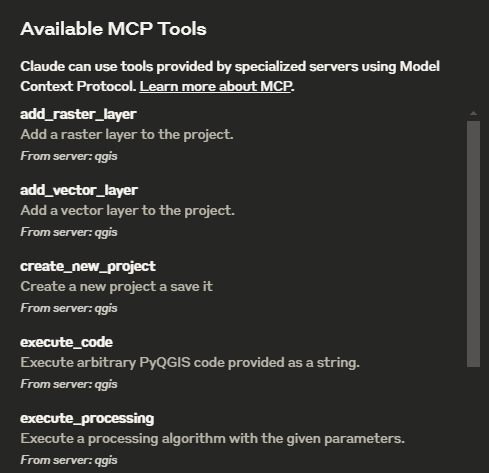 Available MCP Tools
Claude can use tools provided by specialized servers using Model
Context Protocol. Learn more about MCP.
add_raster_layer
Add a raster layer to the project.
From server: qgis
add_vector_layer
Add a vector layer to the project.
From server: qgis
create_new_project
Create a new project a save it
From server: qgis
execute_code
Execute arbitrary PyQGIS code provided as a string.
From server: qgis
execute_processing
Execute a processing algorithm with the given parameters.
From server: qgis